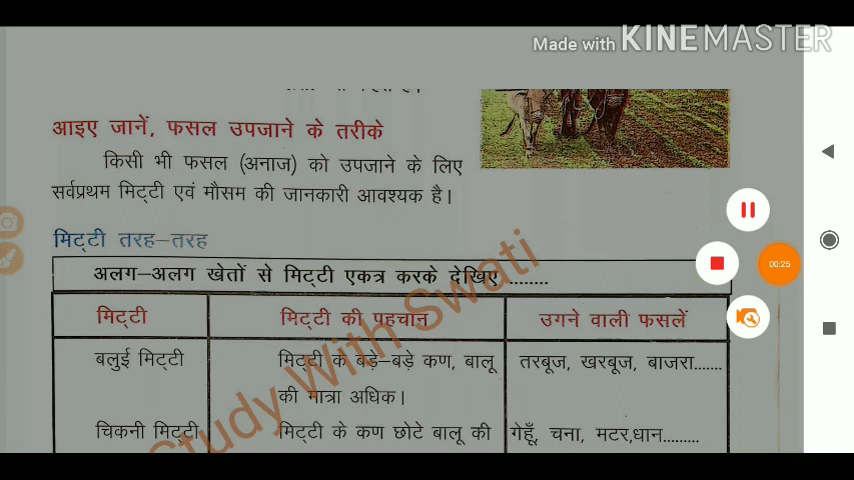 Made with KINEMASTER
आइए जानें, फसल उपजाने के तरीके
किसी भी फसल (अनाज) को उपजाने के लिए
सर्वप्रथम मिट्टी एवं मौसम की जानकारी आवश्यक है।
मिट्टी तरह-तरह
अलग-अलग खेतों से मिट्टी एकत्र करके देखिए ........
मिट्टी मिट्टी की पहचान उगने वाली फसलें
बलुई मिट्टी मिट्टी के बड़े-बड़े कण, बालू तरबूज, खरबूज, बाजरा.......
की मात्रा अधिक।
चिकनी मिट्टी मिट्टी के कण छोटे बालू की गेहूँ, चना, मटर,धान.........
Study With Swati
00:25